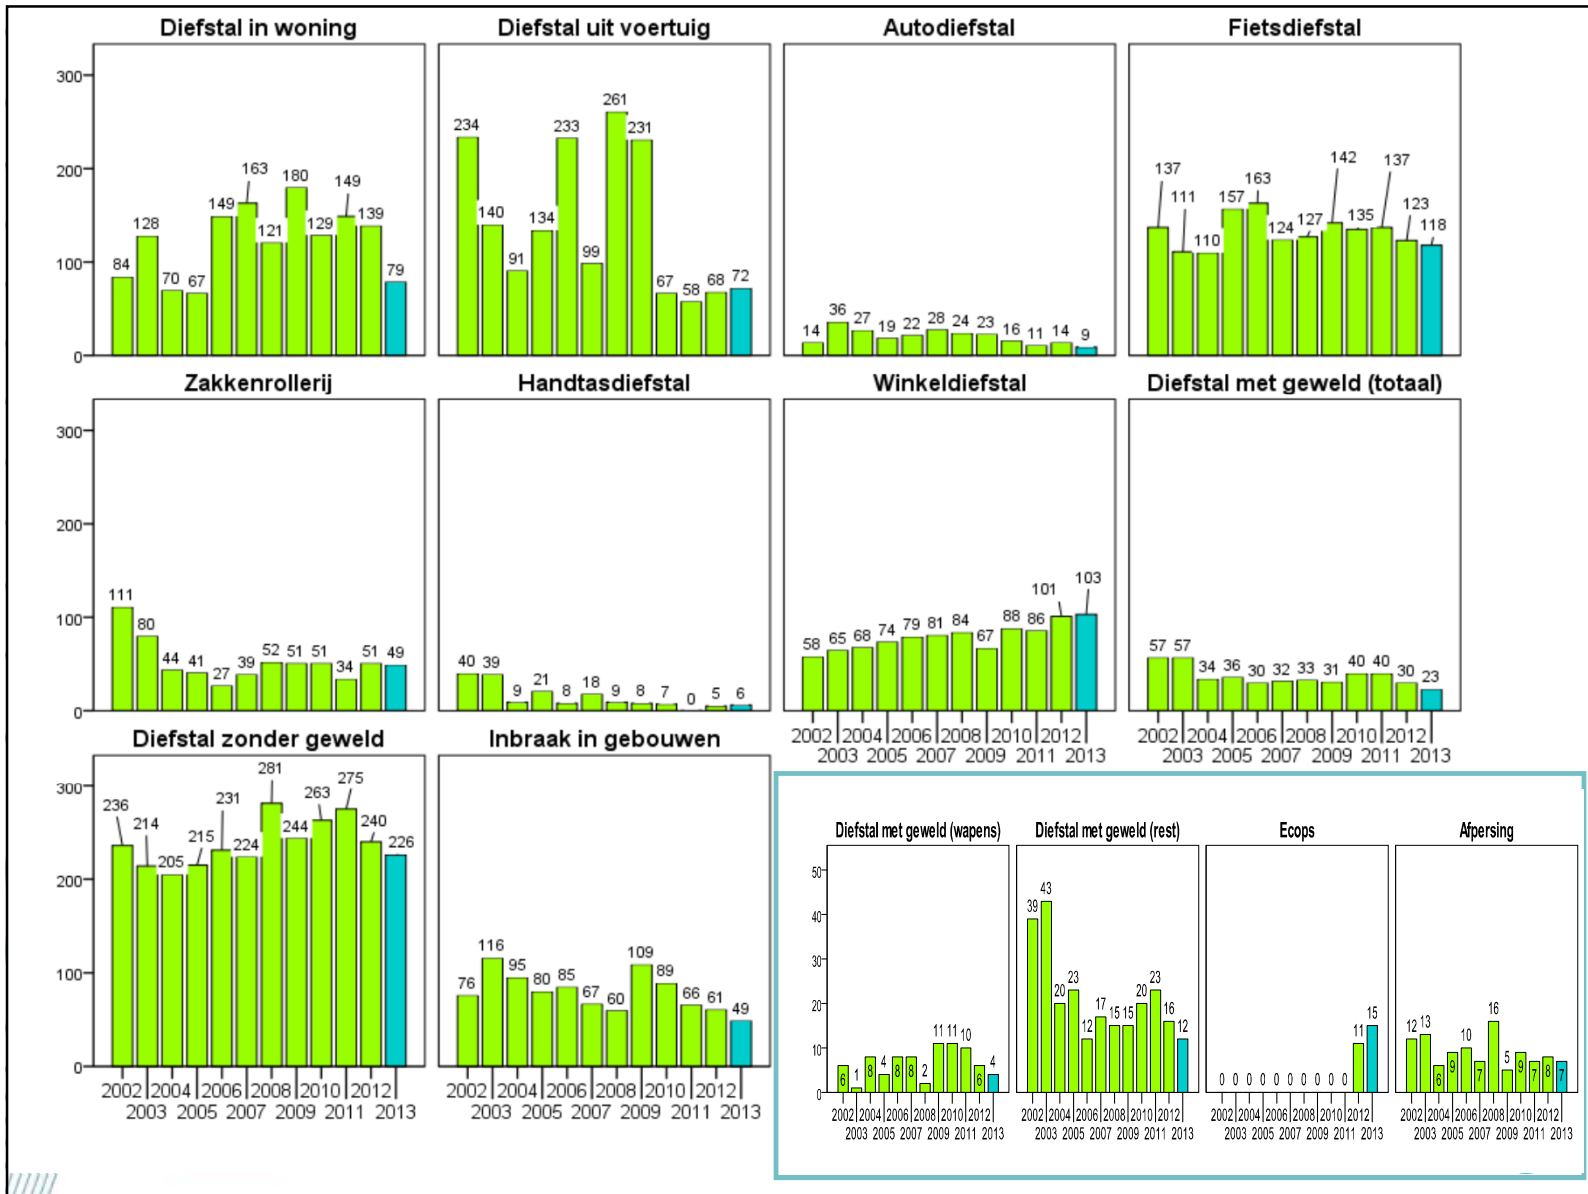 Diefstal in woning
300
200
100
0
84 128 70 67 149 163 121 180 129 149 139 79
Diefstal uit voertuig
234 140 91 134 233 99 261 231 67 58 68 72
Autodiefstal
14 36 27 19 22 28 24 23 16 11 14 9
Fietsdiefstal
137 111 110 157 163 124 127 142 135 137 123 118
Zakkenrollerij
300
200
100
0
111 80 44 41 27 39 52 51 51 34 51 49
Handtasdiefstal
40 39 9 21 8 18 9 8 7 0 5 6
Winkeldiefstal
58 65 68 74 79 81 84 67 88 86 101 103
2002 2004 2006 2008 2010 2012
2003 2005 2007 2009 2011 2013
Diefstal met geweld (totaal)
57 57 34 36 30 32 33 31 40 40 30 23
2002 2004 2006 2008 2010 2012
2003 2005 2007 2009 2011 2013
Diefstal zonder geweld
300
200
100
0
236 214 205 215 231 224 281 244 263 275 240 226
2002 2004 2006 2008 2010 2012
2003 2005 2007 2009 2011 2013
Inbraak in gebouwen
76 116 95 80 85 67 60 109 89 66 61 49
2002 2004 2006 2008 2010 2012
2003 2005 2007 2009 2011 2013
Diefstal met geweld (wapens)
50
40
30
20
10
0
6 1 8 4 8 8 2 11 11 10 6 4
2002 2004 2006 2008 2010 2012
2003 2005 2007 2009 2011 2013
Diefstal met geweld (rest)
39 43 20 23 12 17 15 15 20 23 16 12
2002 2004 2006 2008 2010 2012
2003 2005 2007 2009 2011 2013
Ecops
0 0 0 0 0 0 0 0 0 0 11 15
2002 2004 2006 2008 2010 2012
2003 2005 2007 2009 2011 2013
Afpersing
12 13 6 9 10 7 16 5 9 7 8 7
2002 2004 2006 2008 2010 2012
2003 2005 2007 2009 2011 2013